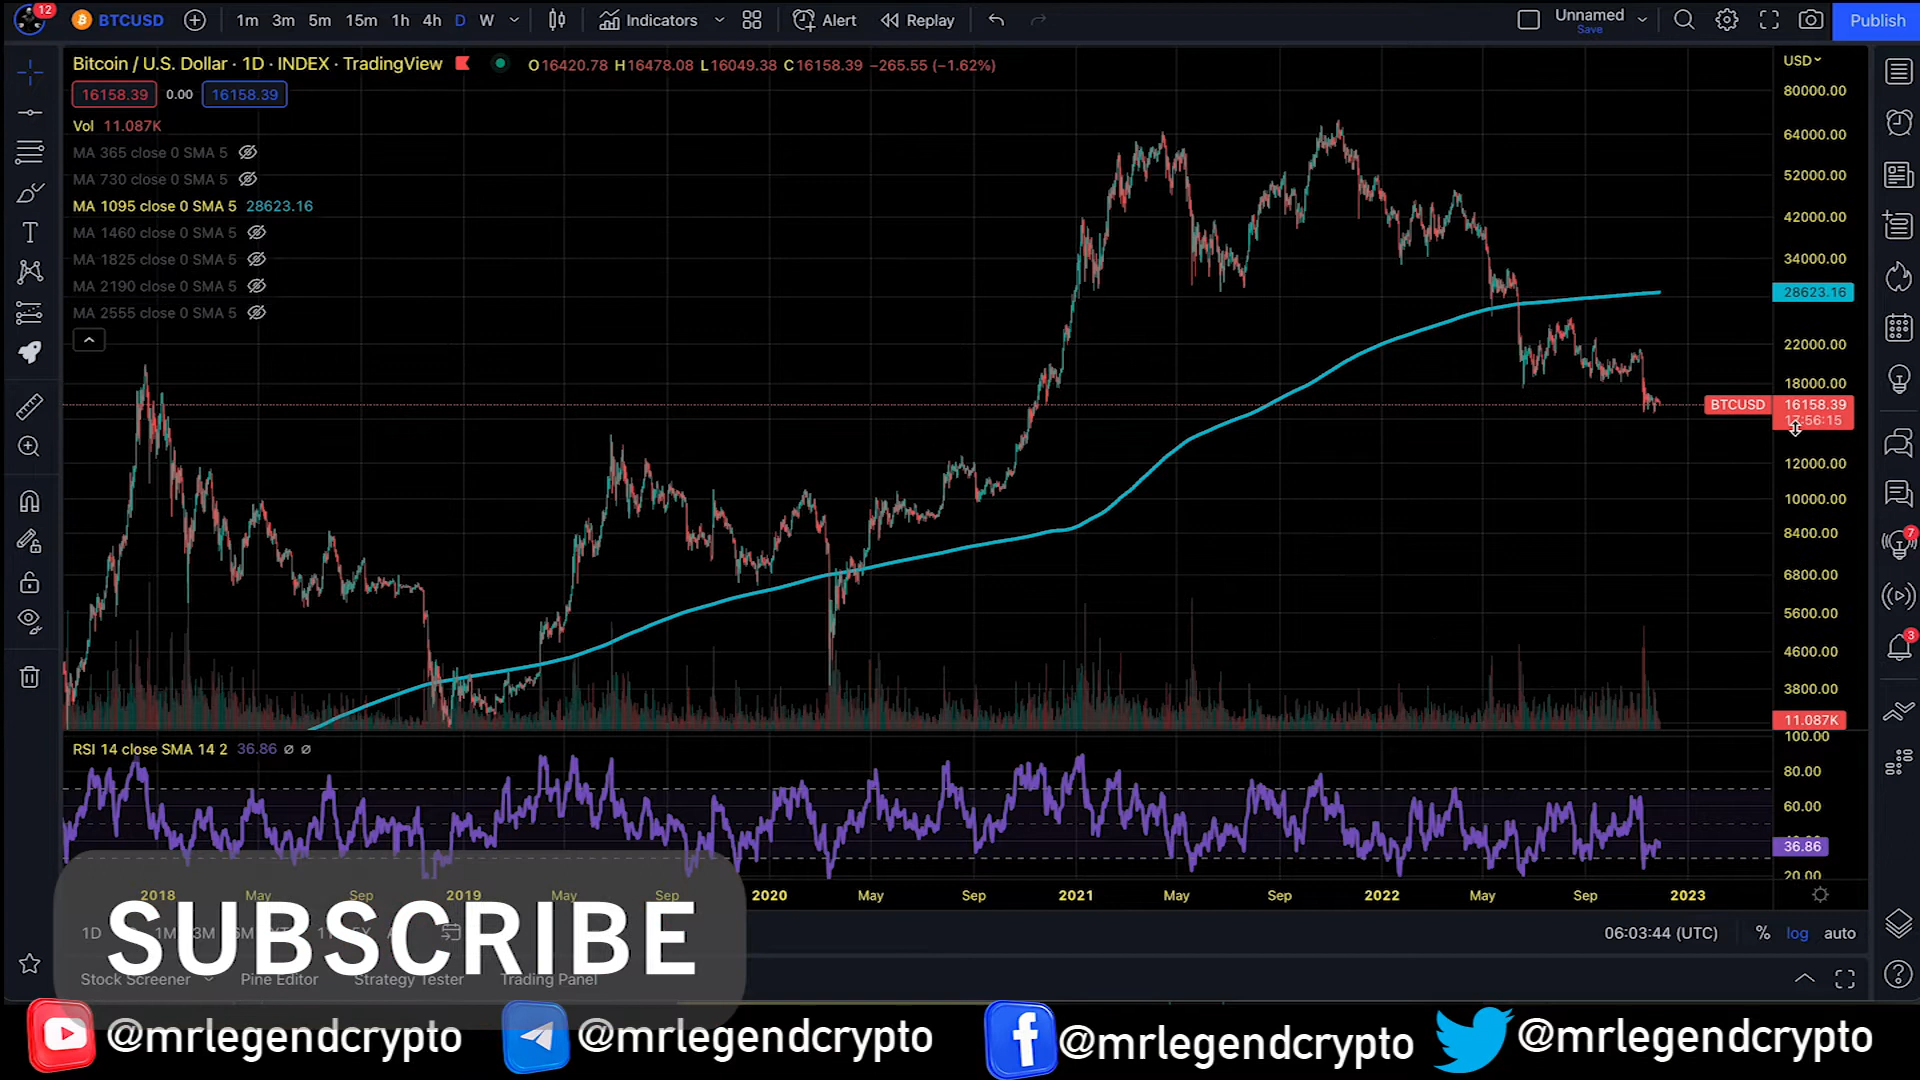 12
BTCUSD 1m 3m 5m 15m 1h 4h D W Indicators Alert Replay Unnamed Save Publish
Bitcoin / U.S. Dollar · 1D · INDEX · TradingView O16420.78 H16478.08 L16049.38 C16158.39 −265.55 (−1.62%)
USD
16158.39 0.00 16158.39
Vol 11.087K
MA 365 close 0 SMA 5
MA 730 close 0 SMA 5
MA 1095 close 0 SMA 5 28623.16
MA 1460 close 0 SMA 5
MA 1825 close 0 SMA 5
MA 2190 close 0 SMA 5
MA 2555 close 0 SMA 5
80000.00
64000.00
52000.00
42000.00
34000.00
28623.16
22000.00
18000.00
BTCUSD 16158.39
:56:15
12000.00
10000.00
8400.00
6800.00
5600.00
4600.00
3800.00
11.087K
7
3
RSI 14 close SMA 14 2 36.86
100.00
80.00
60.00
36.86
20.00
2018 May Sep 2019 May Sep 2020 May Sep 2021 May Sep 2022 May Sep 2023
1D 1M 3M
06:03:44 (UTC) % log auto
SUBSCRIBE
Stock Screener Pine Editor Strategy Tester Trading Panel
@mrlegendcrypto @mrlegendcrypto @mrlegendcrypto @mrlegendcrypto